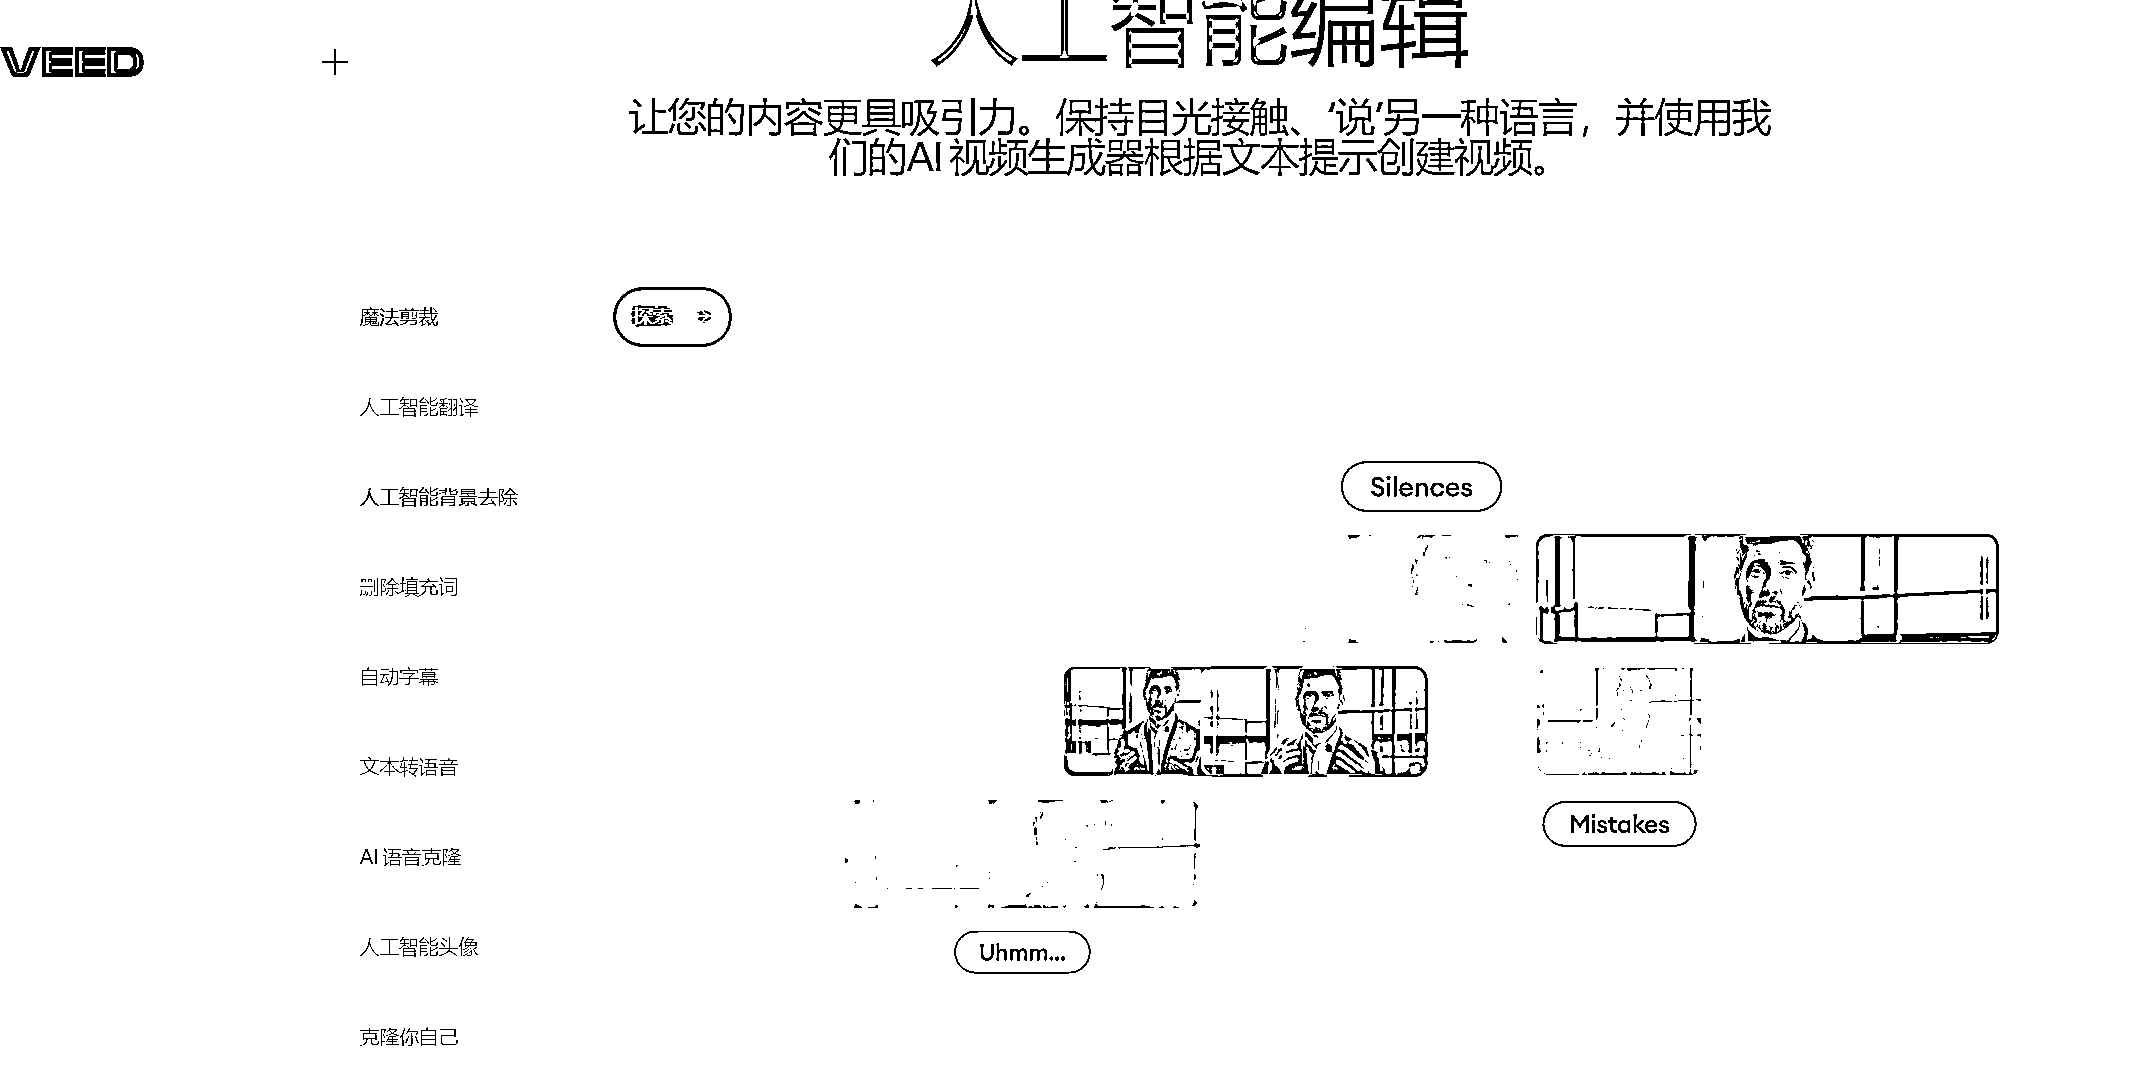 人工智能编辑
VEED
让您的内容更具吸引力。保持目光接触、‘说’另一种语言，并使用我
们的AI 视频生成器根据文本提示创建视频。
魔法剪裁
探索
人工智能翻译
人工智能背景去除
删除填充词
自动字幕
文本转语音
AI 语音克隆
人工智能头像
克隆你自己
Silences
Mistakes
Uhmm...